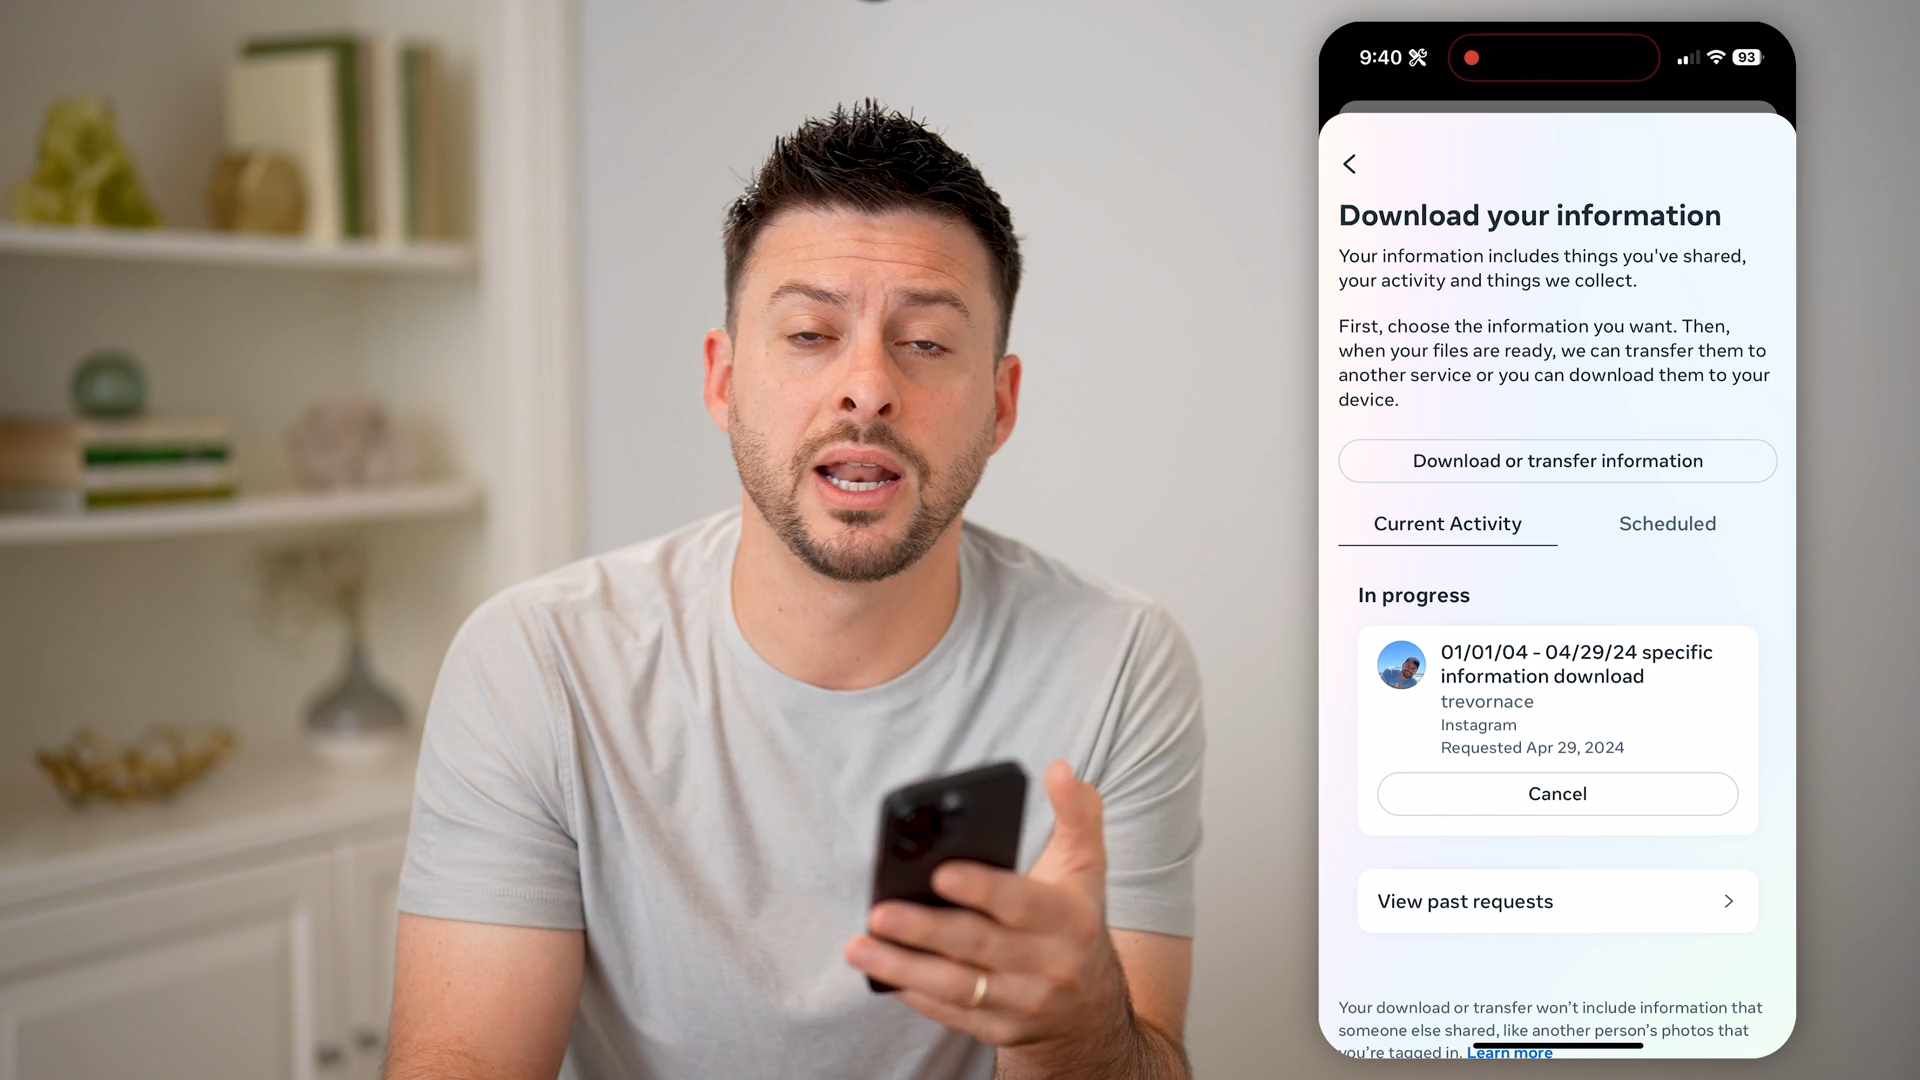 9:40
93
Download your information
Your information includes things you've shared,
your activity and things we collect.
First, choose the information you want. Then,
when your files are ready, we can transfer them to
another service or you can download them to your
device.
Download or transfer information
Current Activity
Scheduled
In progress
01/01/04 - 04/29/24 specific
information download
trevornace
Instagram
Requested Apr 29, 2024
Cancel
View past requests
Your download or transfer won't include information that
someone else shared, like another person's photos that
you're tagged in. Learn more